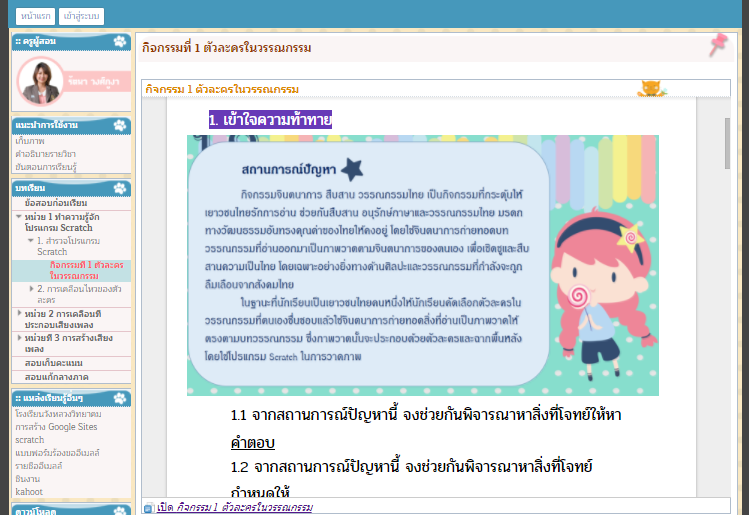 หน้าแรก
เข้าสู่ระบบ
:: ครูผู้สอน
รัตนา วงศ์ภูงา
แนะนำการใช้งาน
เก็บภาพ
คำอธิบายรายวิชา
ขั้นตอนการเรียนรู้
บทเรียน
ข้อสอบก่อนเรียน
หน่วย 1 ทำความรู้จัก
โปรแกรม Scratch
1. สำรวจโปรแกรม
Scratch
กิจกรรมที่ 1 ตัวละคร
ในวรรณกรรม
2. การเคลื่อนไหวของตัว
ละคร
หน่วย 2 การเคลื่อนที่
ประกอบเสียงเพลง
หน่วยที่ 3 การสร้างเสียง
เพลง
สอบเก็บคะแนน
สอบแก้กลางภาค
:: แหล่งเรียนรู้อื่นๆ
โรงเรียนวังหลวงวิทยาคม
การสร้าง Google Sites
scratch
แบบฟอร์มร้องขออีเมลล์
รายชื่ออีเมลล์
ชิ้นงาน
kahoot
ดาวน์โหลด
กิจกรรมที่ 1 ตัวละครในวรรณกรรม
กิจกรรม 1 ตัวละครในวรรณกรรม
1. เข้าใจความท้าทาย
สถานการณ์ปัญหา
กิจกรรมจินตนาการ สืบสาน วรรณกรรมไทย เป็นกิจกรรมที่กระตุ้นให้
เยาวชนไทยรักการอ่าน ช่วยกันสืบสาน อนุรักษ์ภาษาและวรรณกรรมไทย มรดก
ทางวัฒนธรรมอันทรงคุณค่าของไทยให้คงอยู่ โดยใช้จินตนาการถ่ายทอดบท
วรรณกรรมที่อ่านออกมาเป็นภาพวาดตามจินตนาการของตนเอง เพื่อเชิดชูและสืบ
สานความเป็นไทย โดยเฉพาะอย่างยิ่งทางด้านศิลปะและวรรณกรรมที่กำลังจะถูก
ลืมเลือนจากสังคมไทย
ในฐานะที่นักเรียนเป็นเยาวชนไทยคนหนึ่งให้นักเรียนคัดเลือกตัวละครใน
วรรณกรรมที่ตนเองชื่นชอบแล้วใช้จินตนาการถ่ายทอดสิ่งที่อ่านเป็นภาพวาดให้
ตรงตามบทวรรณกรรม ซึ่งภาพวาดนั้นจะประกอบด้วยตัวละครและฉากพื้นหลัง
โดยใช้โปรแกรม Scratch ในการวาดภาพ
1.1 จากสถานการณ์ปัญหานี้ จงช่วยกันพิจารณาหาสิ่งที่โจทย์ให้หา
คำตอบ
1.2 จากสถานการณ์ปัญหานี้ จงช่วยกันพิจารณาหาสิ่งที่โจทย์
กำหนดให้
เปิด กิจกรรม 1 ตัวละครในวรรณกรรม